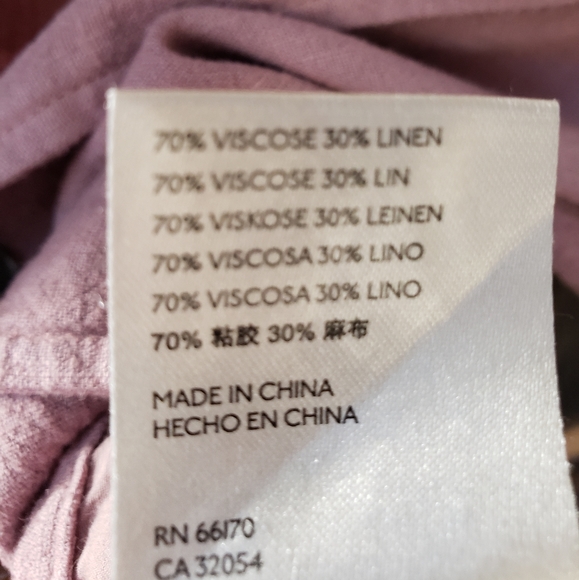 70% VISCOSE 30% LINEN
70% VISCOSE 30% LIN
70% VISKOSE 30% LEINEN
70% VISCOSA 30% LINO
70% VISCOSA 30% LINO
70% 粘胶 30% 麻布
MADE IN CHINA
HECHO EN CHINA
RN 66170
CA 32054